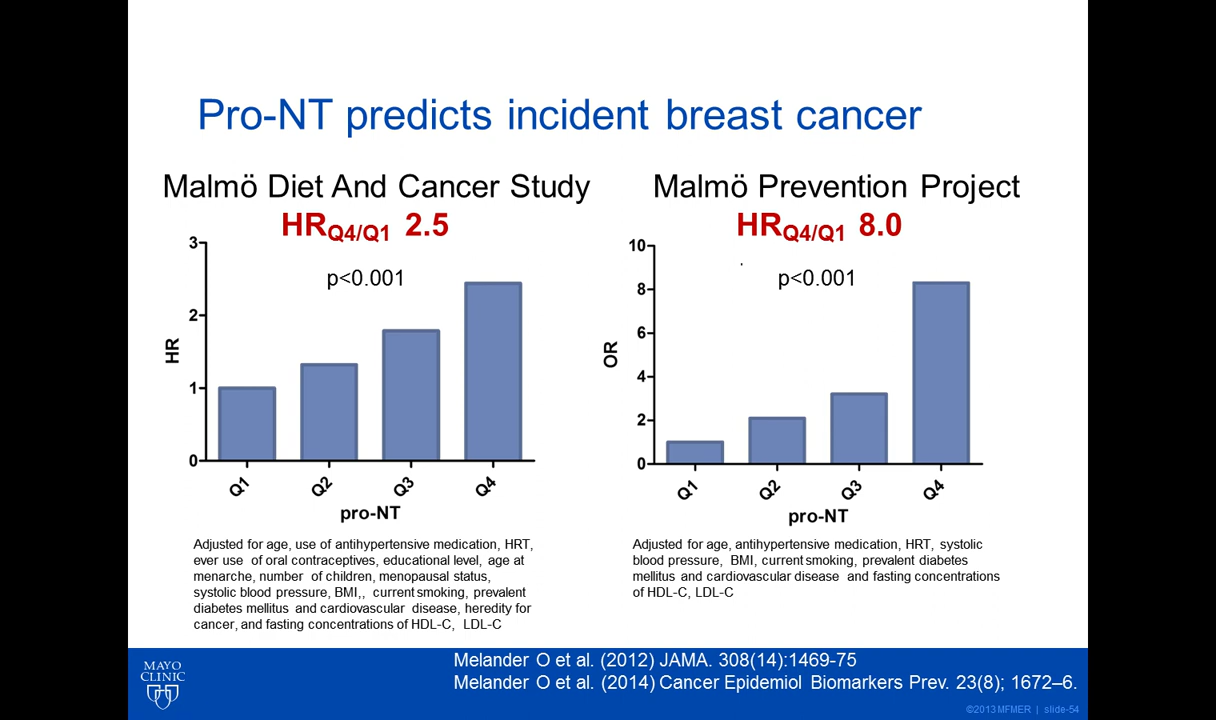 Pro-NT predicts incident breast cancer
Malmö Diet And Cancer Study
HRQ4/Q1 2.5
p<0.001
3
2
1
0
HR
Q1
Q2
Q3
Q4
pro-NT
Adjusted for age, use of antihypertensive medication, HRT,
ever use of oral contraceptives, educational level, age at
menarche, number of children, menopausal status,
systolic blood pressure, BMI,, current smoking, prevalent
diabetes mellitus and cardiovascular disease, heredity for
cancer, and fasting concentrations of HDL-C, LDL-C
Malmö Prevention Project
HRQ4/Q1 8.0
p<0.001
10
8
6
4
2
0
OR
Q1
Q2
Q3
Q4
pro-NT
Adjusted for age, antihypertensive medication, HRT, systolic
blood pressure, BMI, current smoking, prevalent diabetes
mellitus and cardiovascular disease and fasting concentrations
of HDL-C, LDL-C
MAYO
CLINIC
Melander O et al. (2012) JAMA. 308(14):1469-75
Melander O et al. (2014) Cancer Epidemiol Biomarkers Prev. 23(8); 1672–6.
©2013 MFMER | slide-54